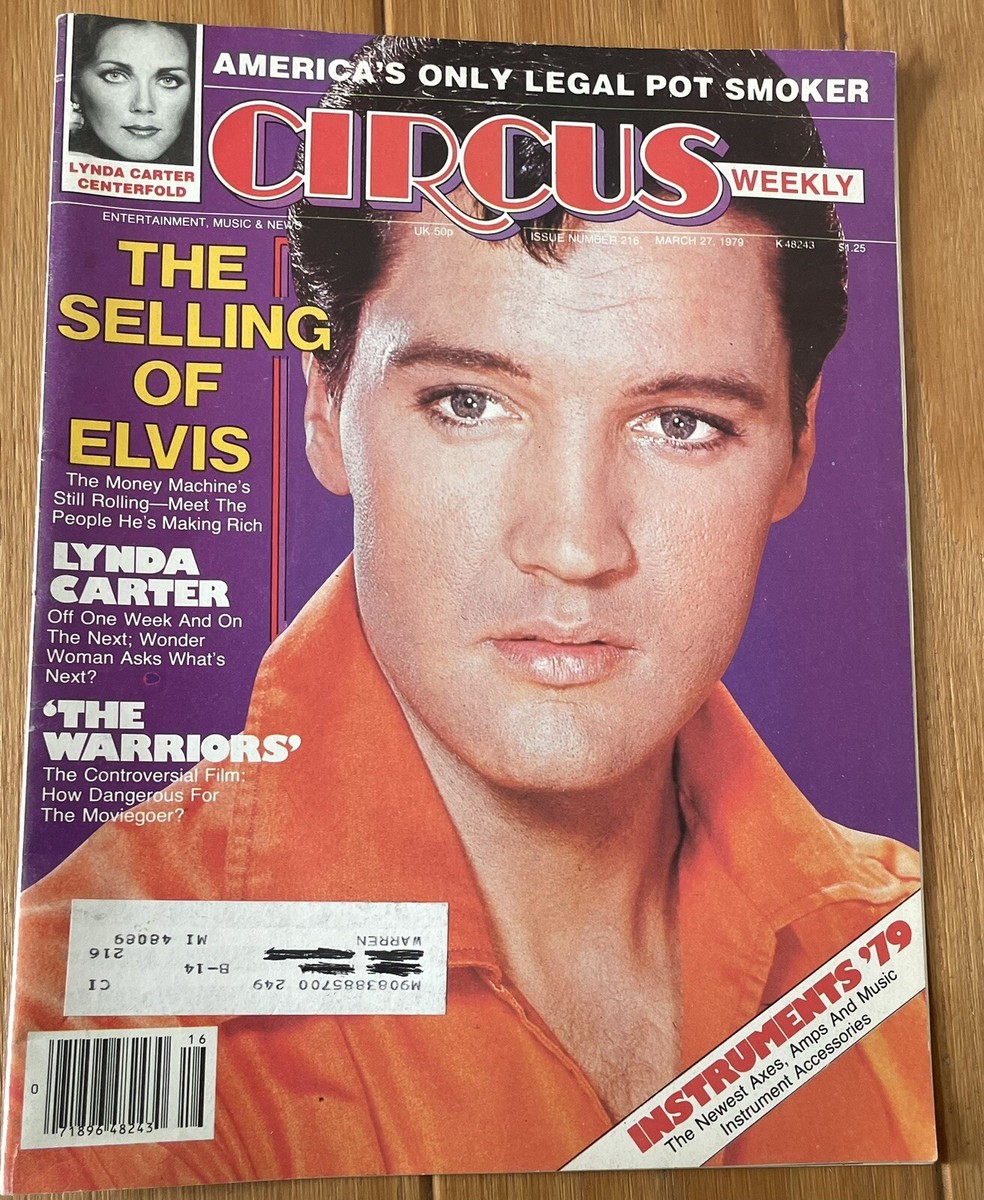 AMERICA'S ONLY LEGAL POT SMOKER
CIRCUS
WEEKLY
LYNDA CARTER
CENTERFOLD
ENTERTAINMENT, MUSIC & NEWS
UK 50p
ISSUE NUMBER 216 MARCH 27, 1979 K 48243 $1.25
THE
SELLING
OF
ELVIS
The Money Machine's
Still Rolling—Meet The
People He's Making Rich
LYNDA
CARTER
Off One Week And On
The Next; Wonder
Woman Asks What's
Next?
'THE
WARRIORS'
The Controversial Film:
How Dangerous For
The Moviegoer?
M90838885700 249 CI
B-14 216
WARREN MI 48089
INSTRUMENTS '79
The Newest Axes, Amps And Music
Instrument Accessories
16
0 71896 48243